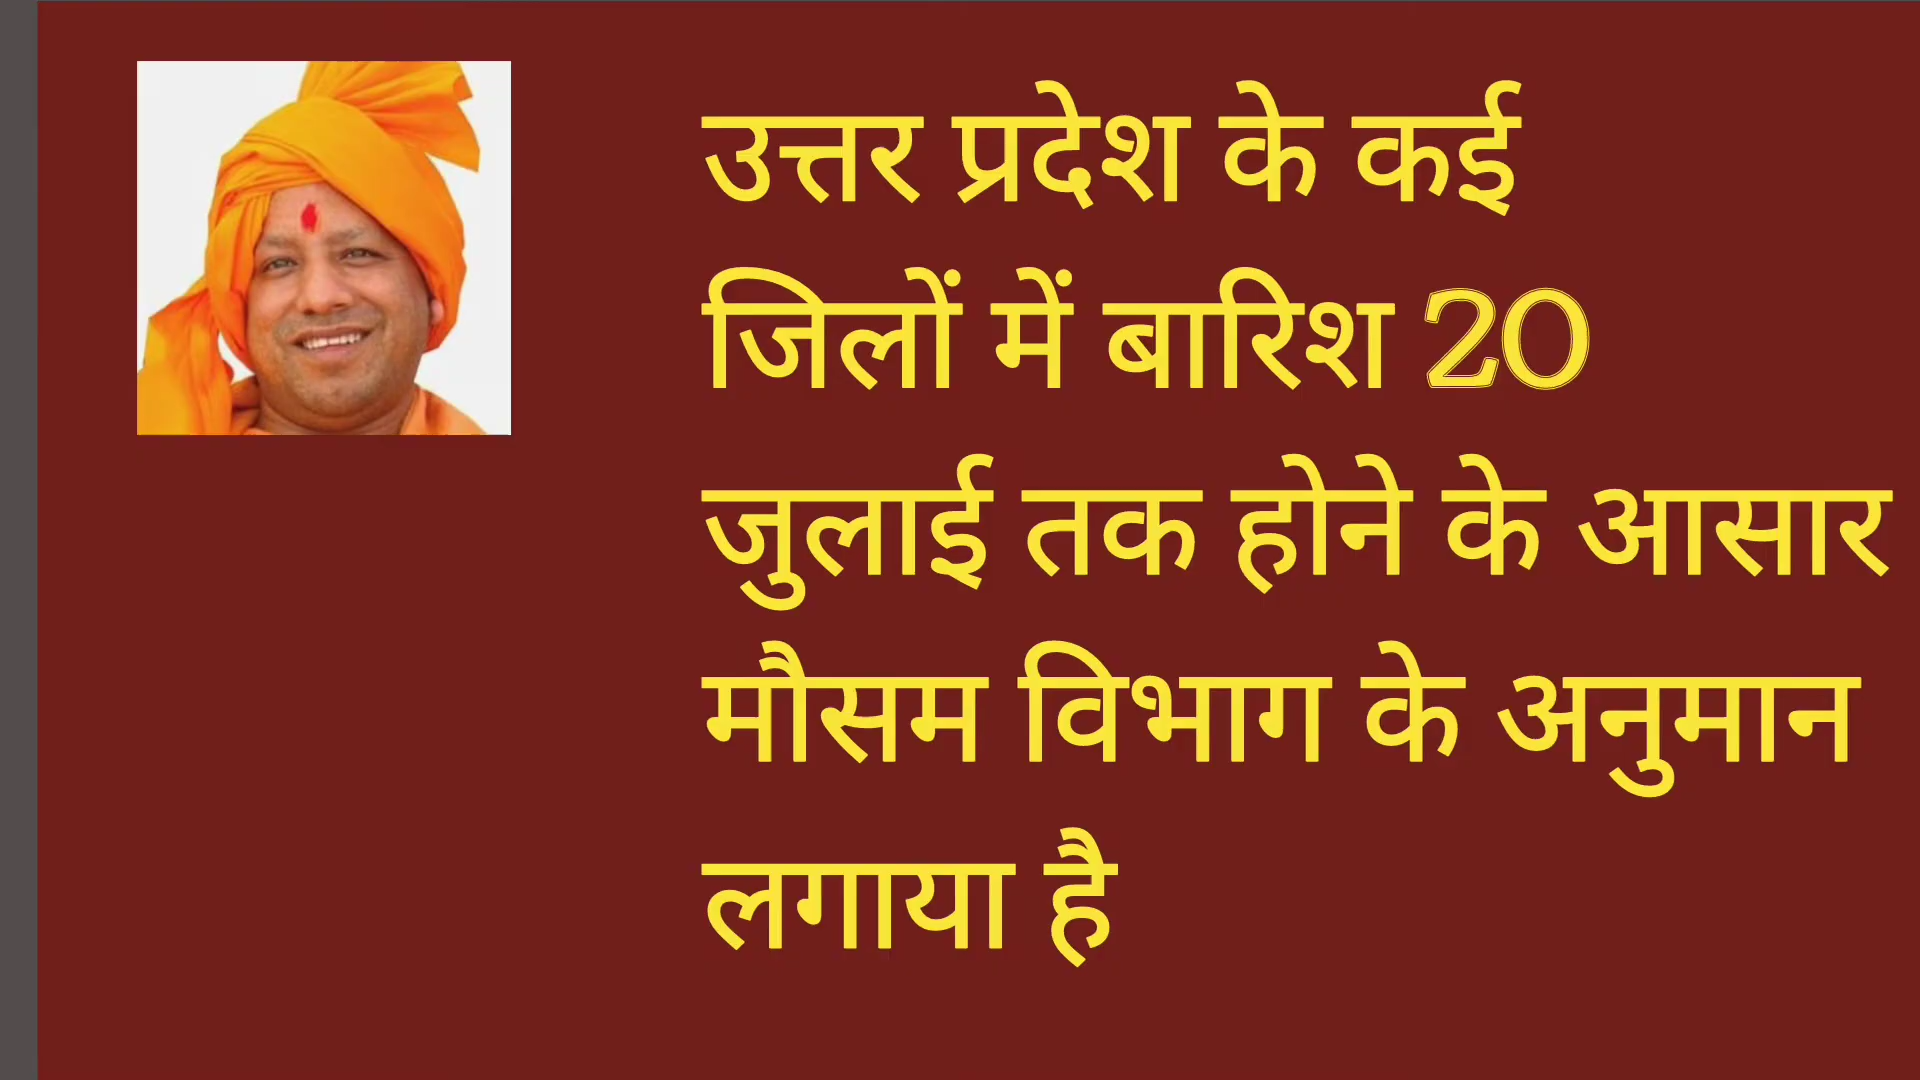 उत्तर प्रदेश के कई
जिलों में बारिश 20
जुलाई तक होने के आसार
मौसम विभाग के अनुमान
लगाया है